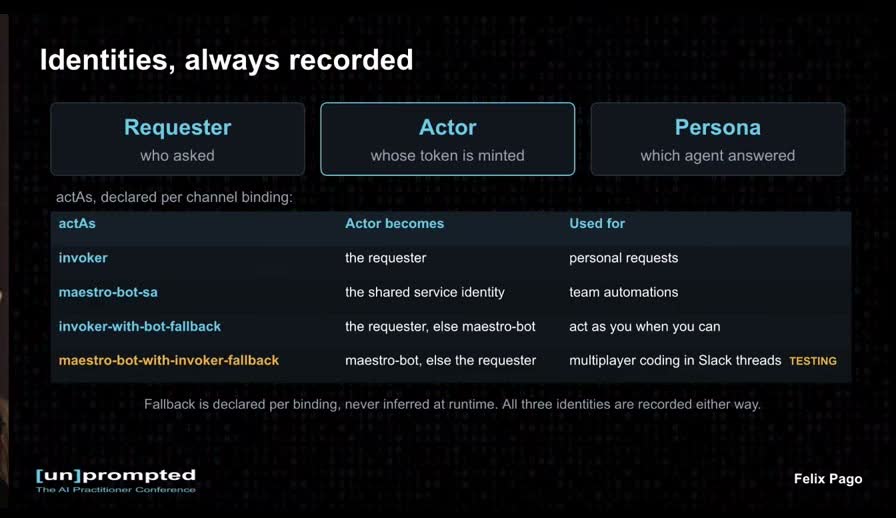 Identities, always recorded
Requester
who asked
Actor
whose token is minted
Persona
which agent answered
actAs, declared per channel binding:
actAs Actor becomes Used for
invoker the requester personal requests
maestro-bot-sa the shared service identity team automations
invoker-with-bot-fallback the requester, else maestro-bot act as you when you can
maestro-bot-with-invoker-fallback maestro-bot, else the requester multiplayer coding in Slack threads TESTING
Fallback is declared per binding, never inferred at runtime. All three identities are recorded either way.
[un]prompted
The AI Practitioner Conference
Felix Pago